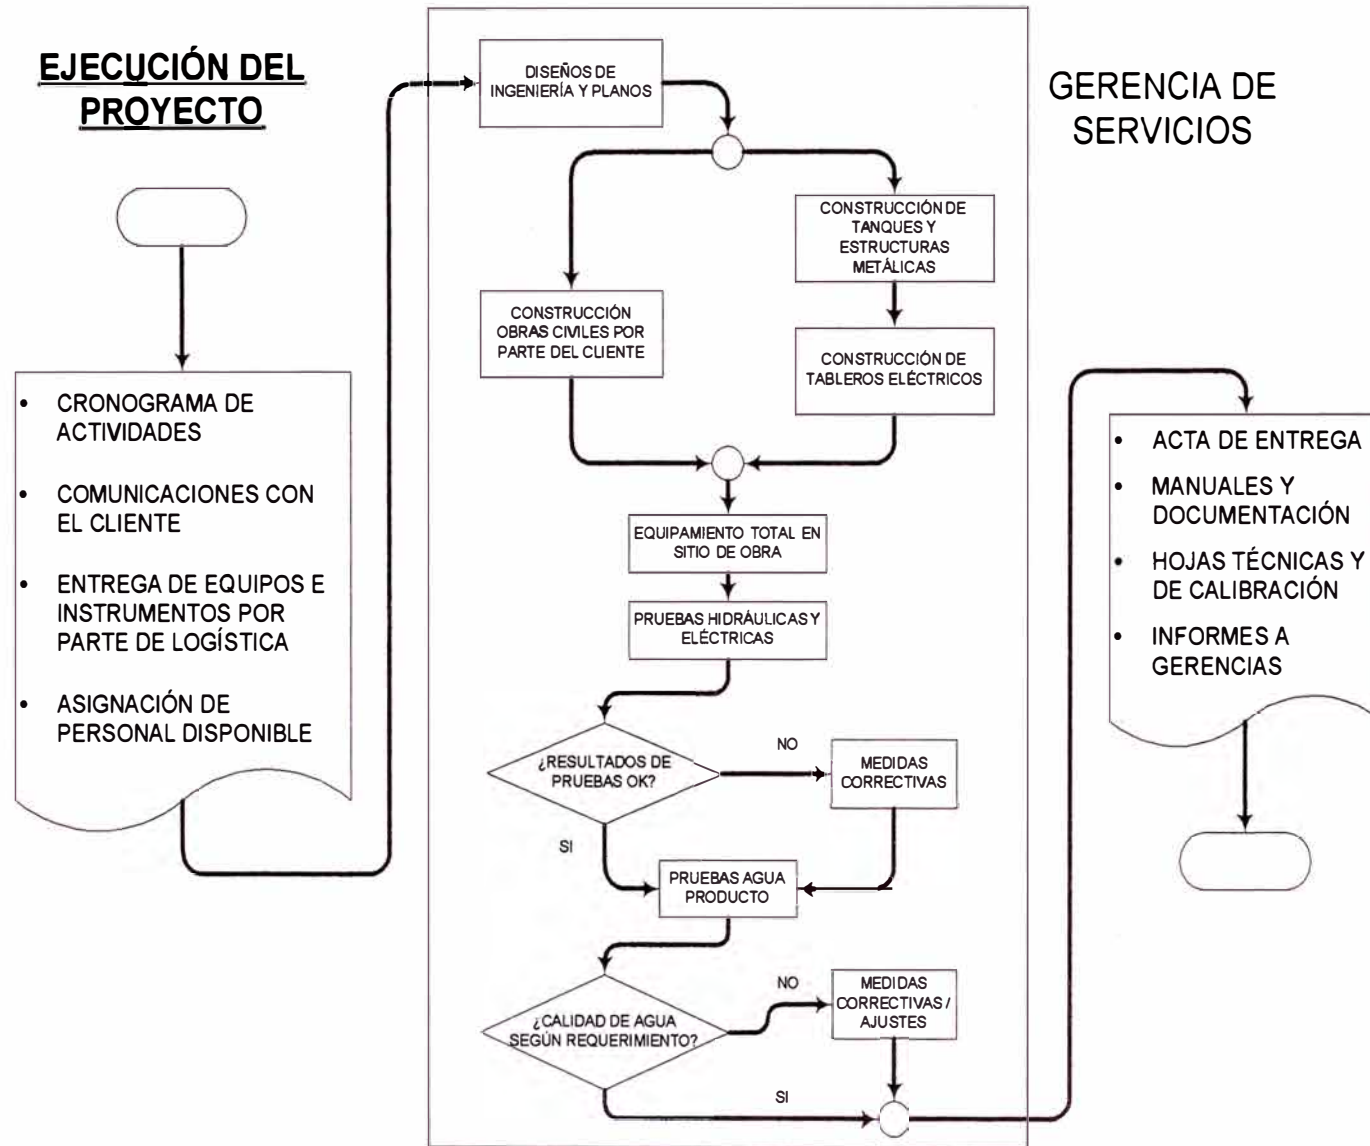 EJECUCIÓN DEL
PROYECTO
GERENCIA DE
SERVICIOS
• CRONOGRAMA DE
ACTIVIDADES
• COMUNICACIONES CON
EL CLIENTE
• ENTREGA DE EQUIPOS E
INSTRUMENTOS POR
PARTE DE LOGÍSTICA
• ASIGNACIÓN DE
PERSONAL DISPONIBLE
DISEÑOS DE
INGENIERÍA Y PLANOS
CONSTRUCCIÓN
OBRAS CIVILES POR
PARTE DEL CLIENTE
CONSTRUCCIÓN DE
TANQUES Y
ESTRUCTURAS
METÁLICAS
CONSTRUCCIÓN DE
TABLEROS ELÉCTRICOS
EQUIPAMIENTO TOTAL EN
SITIO DE OBRA
PRUEBAS HIDRÁULICAS Y
ELÉCTRICAS
¿RESULTADOS DE
PRUEBAS OK?
NO
MEDIDAS
CORRECTIVAS
SI
PRUEBAS AGUA
PRODUCTO
¿CALIDAD DE AGUA
SEGÚN REQUERIMIENTO?
NO
MEDIDAS
CORRECTIVAS /
AJUSTES
SI
• ACTA DE ENTREGA
• MANUALES Y
DOCUMENTACIÓN
• HOJAS TÉCNICAS Y
DE CALIBRACIÓN
• INFORMES A
GERENCIAS